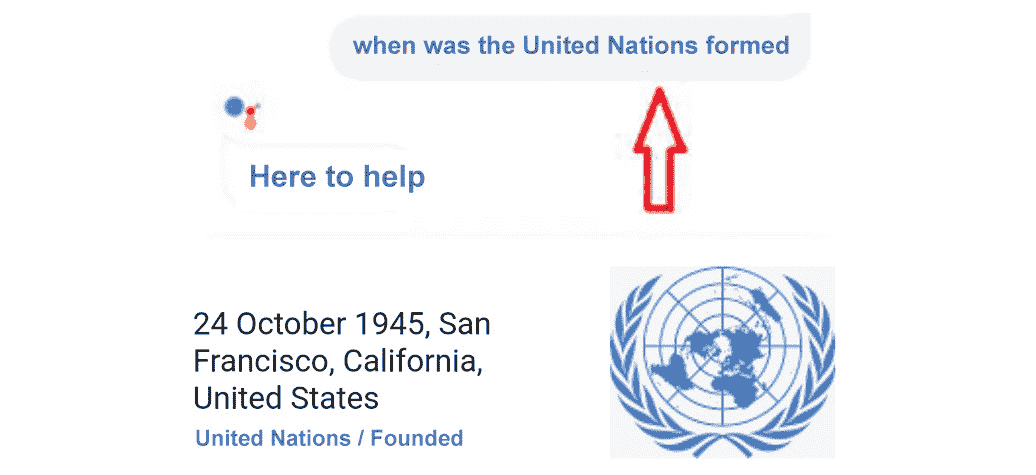 when was the United Nations formed
Here to help
24 October 1945, San
Francisco, California,
United States
United Nations / Founded